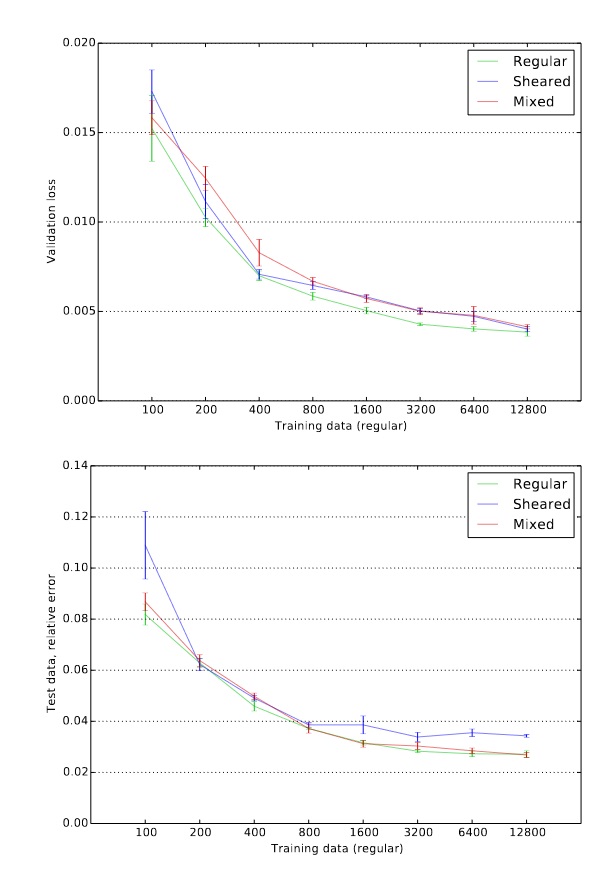 0.020
0.015
0.010
0.005
0.000
Validation loss
Regular
Sheared
Mixed
100 200 400 800 1600 3200 6400 12800
Training data (regular)
0.14
0.12
0.10
0.08
0.06
0.04
0.02
0.00
Test data, relative error
Regular
Sheared
Mixed
100 200 400 800 1600 3200 6400 12800
Training data (regular)